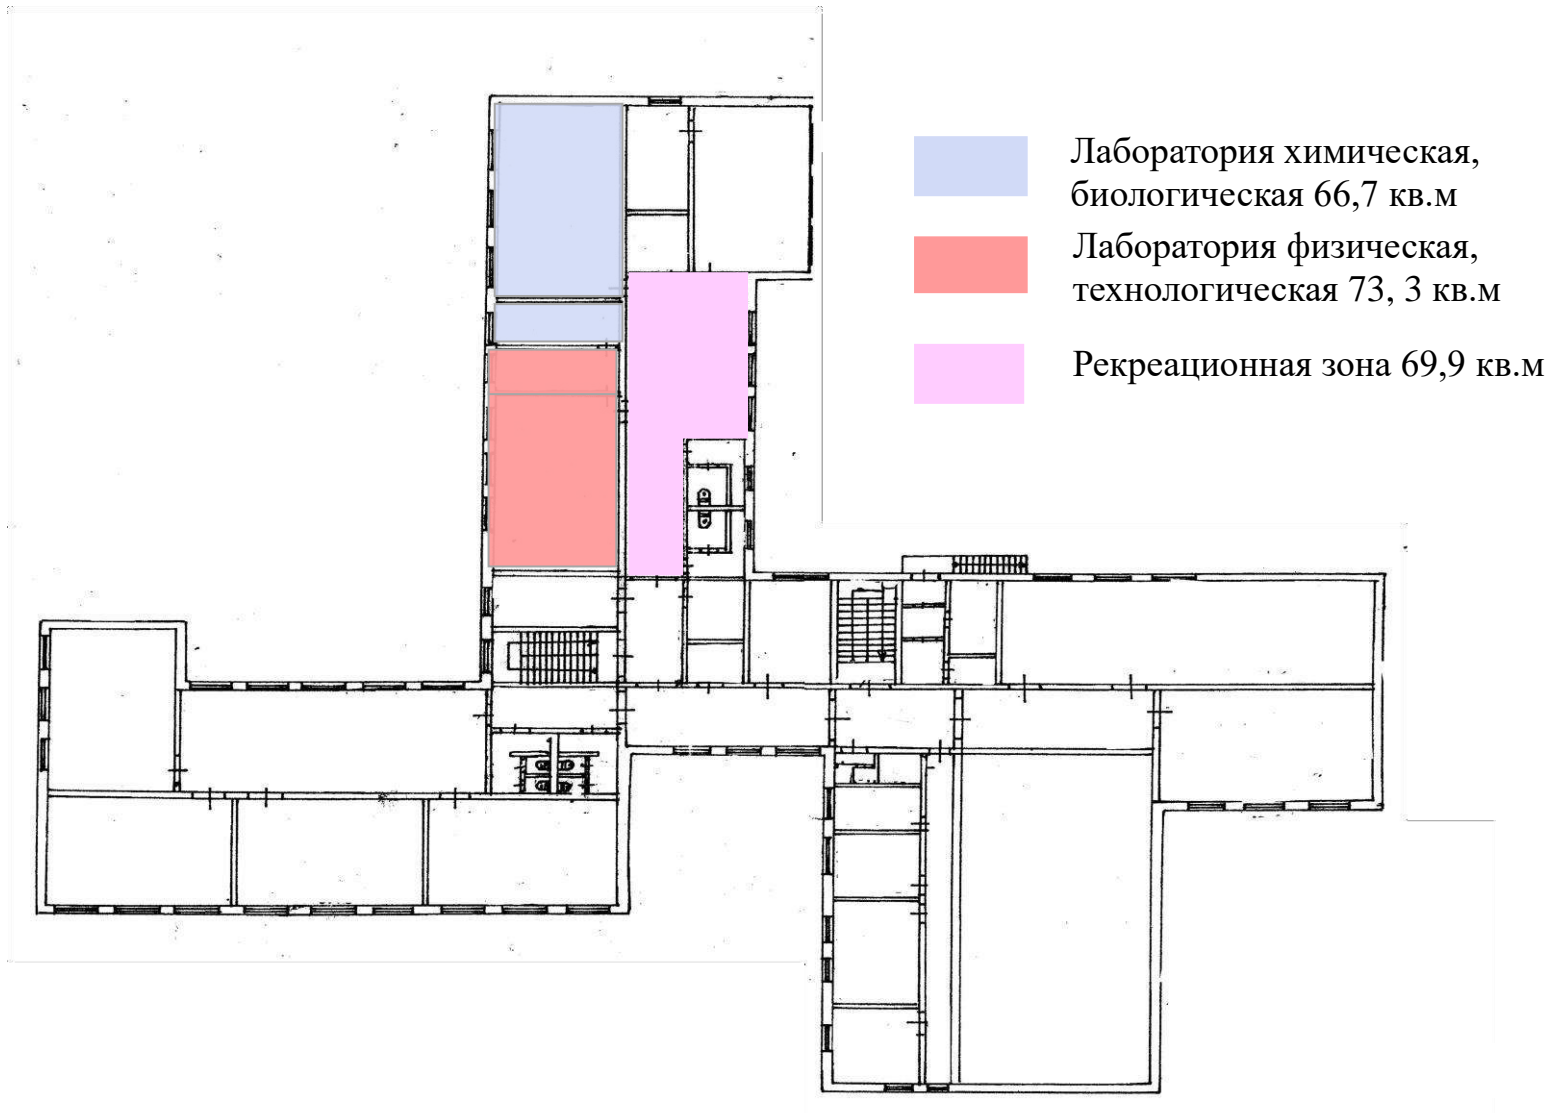 Лаборатория химическая,
биологическая 66,7 кв.м
Лаборатория физическая,
технологическая 73, 3 кв.м
Рекреационная зона 69,9 кв.м